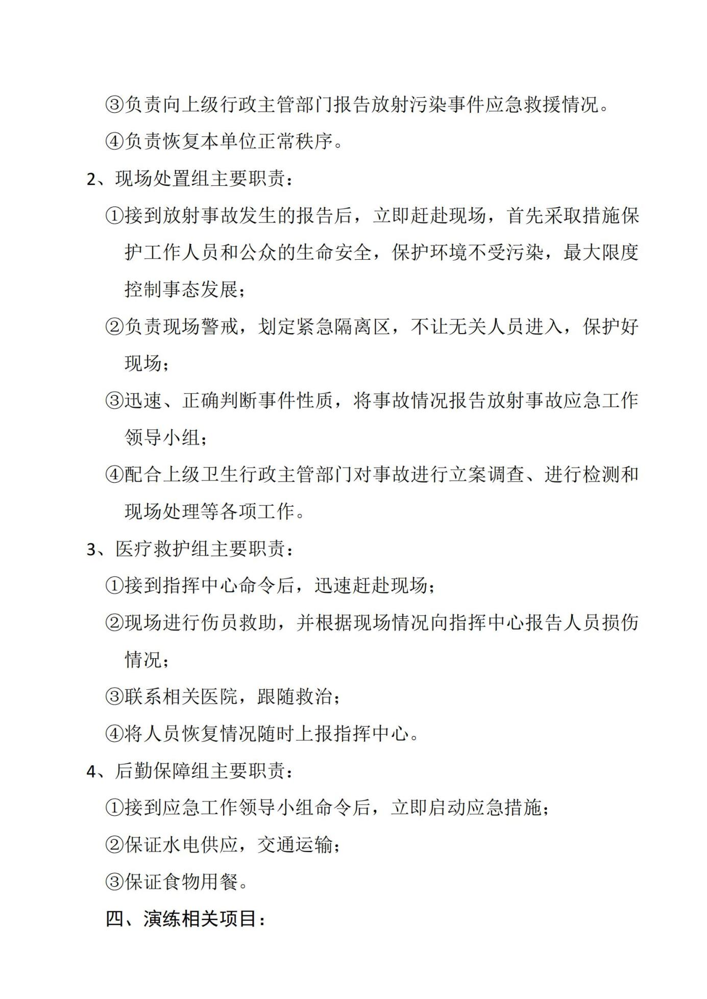 ③负责向上级行政主管部门报告放射污染事件应急救援情况。
④负责恢复本单位正常秩序。
2、现场处置组主要职责：
①接到放射事故发生的报告后，立即赶赴现场，首先采取措施保
护工作人员和公众的生命安全，保护环境不受污染，最大限度
控制事态发展；
②负责现场警戒，划定紧急隔离区，不让无关人员进入，保护好
现场；
③迅速、正确判断事件性质，将事故情况报告放射事故应急工作
领导小组；
④配合上级卫生行政主管部门对事故进行立案调查、进行检测和
现场处理等各项工作。
3、医疗救护组主要职责：
①接到指挥中心命令后，迅速赶赴现场；
②现场进行伤员救助，并根据现场情况向指挥中心报告人员损伤
情况；
③联系相关医院，跟随救治；
④将人员恢复情况随时上报指挥中心。
4、后勤保障组主要职责：
①接到应急工作领导小组命令后，立即启动应急措施；
②保证水电供应，交通运输；
③保证食物用餐。
四、演练相关项目：